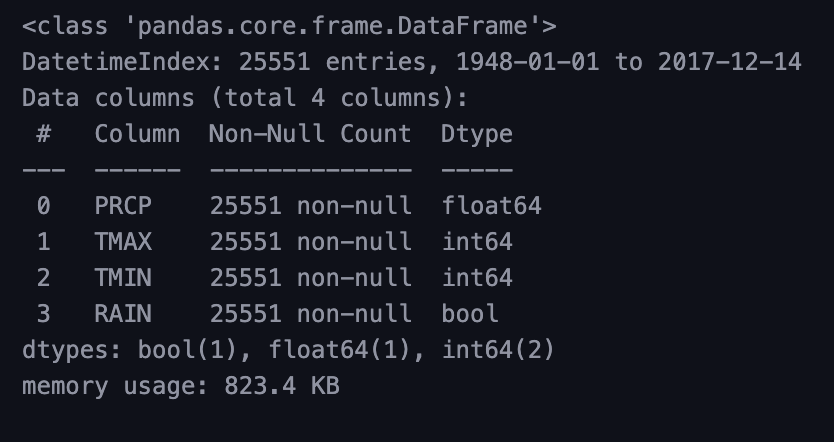 <class 'pandas.core.frame.DataFrame'>
DatetimeIndex: 25551 entries, 1948-01-01 to 2017-12-14
Data columns (total 4 columns):
 #   Column  Non-Null Count  Dtype
---  ------  --------------  -----
 0   PRCP    25551 non-null  float64
 1   TMAX    25551 non-null  int64
 2   TMIN    25551 non-null  int64
 3   RAIN    25551 non-null  bool
dtypes: bool(1), float64(1), int64(2)
memory usage: 823.4 KB